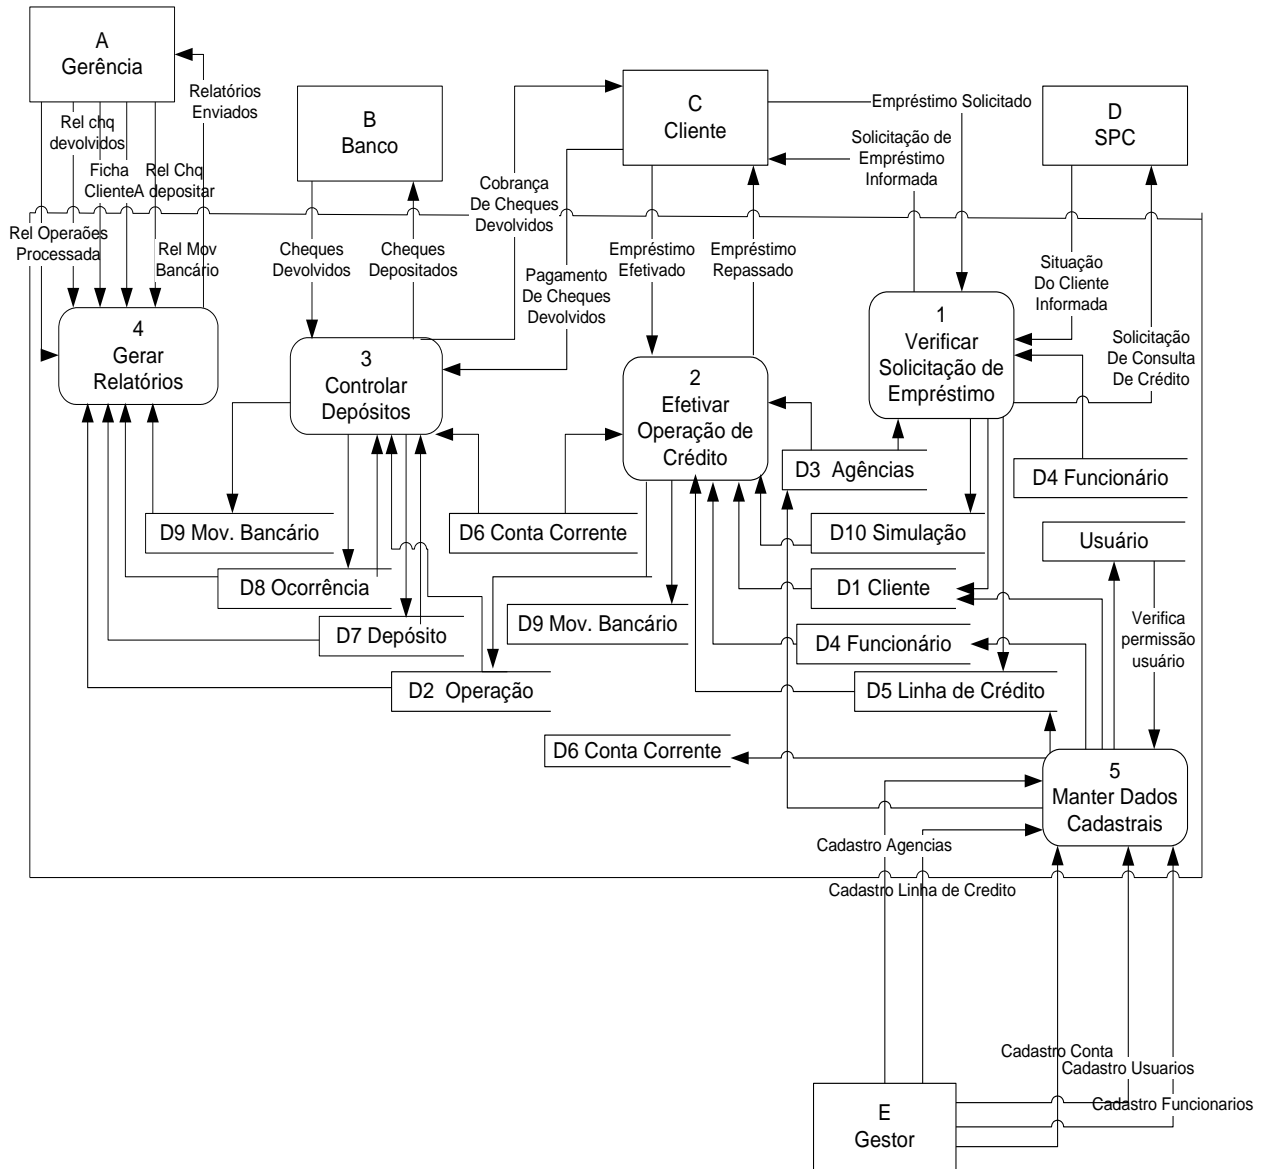 A
Gerência
Relatórios
Enviados
Rel chq
devolvidos
Ficha
Cliente
Rel Chq
A depositar
Rel Operaões
Processada
Rel Mov
Bancário
B
Banco
Cheques
Devolvidos
Cheques
Depositados
Cobrança
De Cheques
Devolvidos
Pagamento
De Cheques
Devolvidos
C
Cliente
Empréstimo Solicitado
Solicitação de
Empréstimo
Informada
Empréstimo
Efetivado
Empréstimo
Repassado
D
SPC
Situação
Do Cliente
Informada
Solicitação
De Consulta
De Crédito
4
Gerar
Relatórios
3
Controlar
Depósitos
2
Efetivar
Operação de
Crédito
1
Verificar
Solicitação de
Empréstimo
D3  Agências
D4 Funcionário
D9 Mov. Bancário
D6 Conta Corrente
D10 Simulação
Usuário
D8 Ocorrência
D1 Cliente
D7 Depósito
D9 Mov. Bancário
D4 Funcionário
Verifica
permissão
usuário
D2  Operação
D5 Linha de Crédito
D6 Conta Corrente
5
Manter Dados
Cadastrais
Cadastro Agencias
Cadastro Linha de Credito
Cadastro Conta
Cadastro Usuarios
Cadastro Funcionarios
E
Gestor